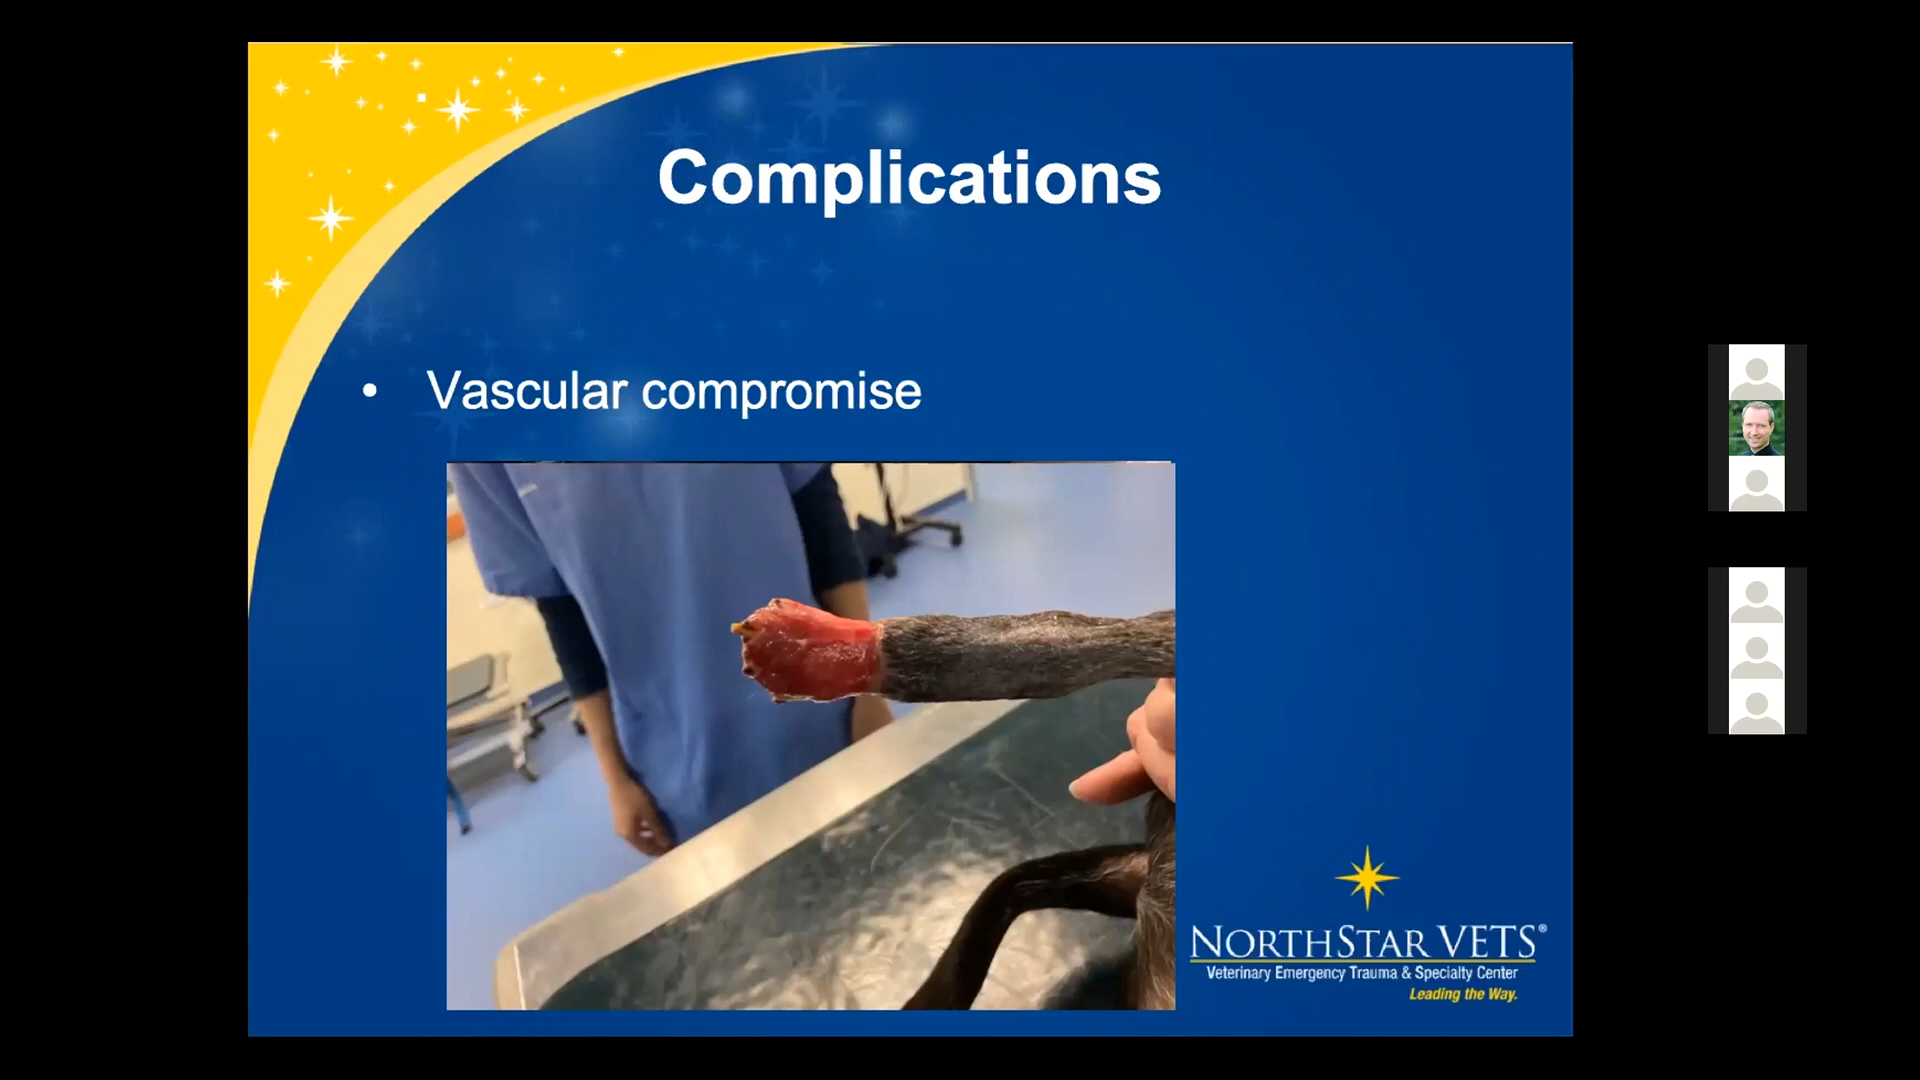 Complications
• Vascular compromise
NORTHSTAR VETS®
Veterinary Emergency Trauma & Specialty Center
Leading the Way.